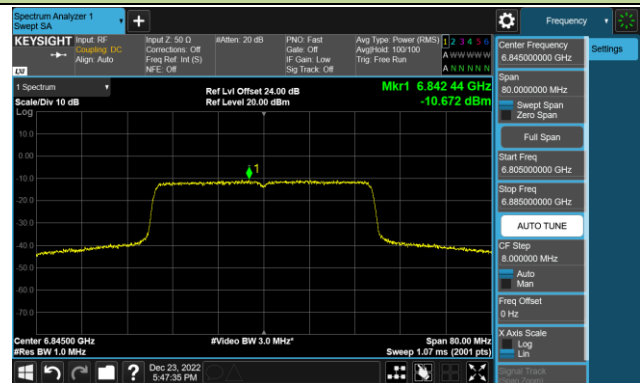 Spectrum Analyzer 1
Swept SA
Frequency
KEYSIGHT
Input: RF
Coupling: DC
Align: Auto
Input Z: 50 Ω
Corrections: Off
Freq Ref: Int (S)
NFE: Off
#Atten: 20 dB
PNO: Fast
Gate: Off
IF Gain: Low
Sig Track: Off
Avg Type: Power (RMS)
Avg|Hold: 100/100
Trig: Free Run
1 2 3 4 5 6
A W W W W W
A N N N N N
LXI
1 Spectrum
Scale/Div 10 dB
Log
Ref Lvl Offset 24.00 dB
Ref Level 20.00 dBm
Mkr1 6.842 44 GHz
-10.672 dBm
10.0
0.00
-10.0
-20.0
-30.0
-40.0
-50.0
-60.0
-70.0
1
Center 6.84500 GHz
#Res BW 1.0 MHz
#Video BW 3.0 MHz*
Span 80.00 MHz
Sweep 1.07 ms (2001 pts)
Dec 23, 2022
5:47:35 PM
Center Frequency
6.845000000 GHz
Settings
Span
80.0000000 MHz
Swept Span
Zero Span
Full Span
Start Freq
6.805000000 GHz
Stop Freq
6.885000000 GHz
AUTO TUNE
CF Step
8.000000 MHz
Auto
Man
Freq Offset
0 Hz
X Axis Scale
Log
Lin
Signal Track
(Span Zoom)